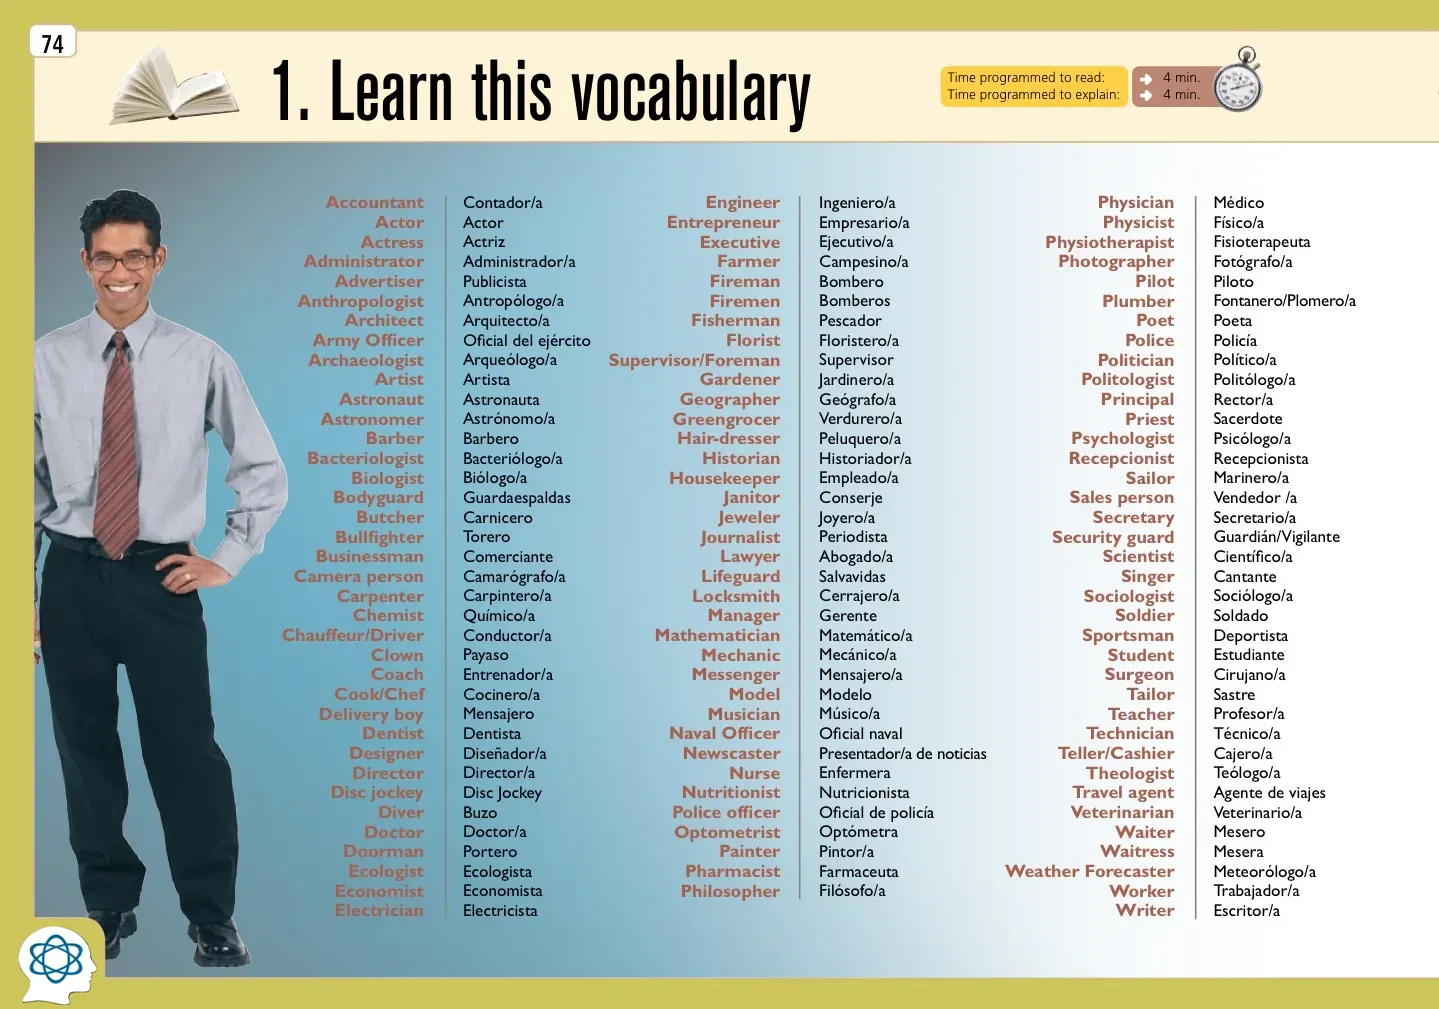 74
1. Learn this vocabulary
Time programmed to read: 4 min.
Time programmed to explain: 4 min.
Accountant Contador/a
Actor Actor
Actress Actriz
Administrator Administrador/a
Advertiser Publicista
Anthropologist Antropólogo/a
Architect Arquitecto/a
Army Officer Oficial del ejército
Archaeologist Arqueólogo/a
Artist Artista
Astronaut Astronauta
Astronomer Astrónomo/a
Barber Barbero
Bacteriologist Bacteriólogo/a
Biologist Biólogo/a
Bodyguard Guardaespaldas
Butcher Carnicero
Bullfighter Torero
Businessman Comerciante
Camera person Camarógrafo/a
Carpenter Carpintero/a
Chemist Químico/a
Chauffeur/Driver Conductor/a
Clown Payaso
Coach Entrenador/a
Cook/Chef Cocinero/a
Delivery boy Mensajero
Dentist Dentista
Designer Diseñador/a
Director Director/a
Disc jockey Disc Jockey
Diver Buzo
Doctor Doctor/a
Doorman Portero
Ecologist Ecologista
Economist Economista
Electrician Electricista
Engineer Ingeniero/a
Entrepreneur Empresario/a
Executive Ejecutivo/a
Farmer Campesino/a
Fireman Bombero
Firemen Bomberos
Fisherman Pescador
Florist Floristero/a
Supervisor/Foreman Supervisor
Gardener Jardinero/a
Geographer Geógrafo/a
Greengrocer Verdurero/a
Hair-dresser Peluquero/a
Historian Historiador/a
Housekeeper Empleado/a
Janitor Conserje
Jeweler Joyero/a
Journalist Periodista
Lawyer Abogado/a
Lifeguard Salvavidas
Locksmith Cerrajero/a
Manager Gerente
Mathematician Matemático/a
Mechanic Mecánico/a
Messenger Mensajero/a
Model Modelo
Musician Músico/a
Naval Officer Oficial naval
Newscaster Presentador/a de noticias
Nurse Enfermera
Nutritionist Nutricionista
Police officer Oficial de policía
Optometrist Optómetra
Painter Pintor/a
Pharmacist Farmaceuta
Philosopher Filósofo/a
Physician Médico
Physicist Físico/a
Physiotherapist Fisioterapeuta
Photographer Fotógrafo/a
Pilot Piloto
Plumber Fontanero/Plomero/a
Poet Poeta
Police Policía
Politician Político/a
Politologist Politólogo/a
Principal Rector/a
Priest Sacerdote
Psychologist Psicólogo/a
Recepcionist Recepcionista
Sailor Marinero/a
Sales person Vendedor /a
Secretary Secretario/a
Security guard Guardián/Vigilante
Scientist Científico/a
Singer Cantante
Sociologist Sociólogo/a
Soldier Soldado
Sportsman Deportista
Student Estudiante
Surgeon Cirujano/a
Tailor Sastre
Teacher Profesor/a
Technician Técnico/a
Teller/Cashier Cajero/a
Theologist Teólogo/a
Travel agent Agente de viajes
Veterinarian Veterinario/a
Waiter Mesero
Waitress Mesera
Weather Forecaster Meteorólogo/a
Worker Trabajador/a
Writer Escritor/a